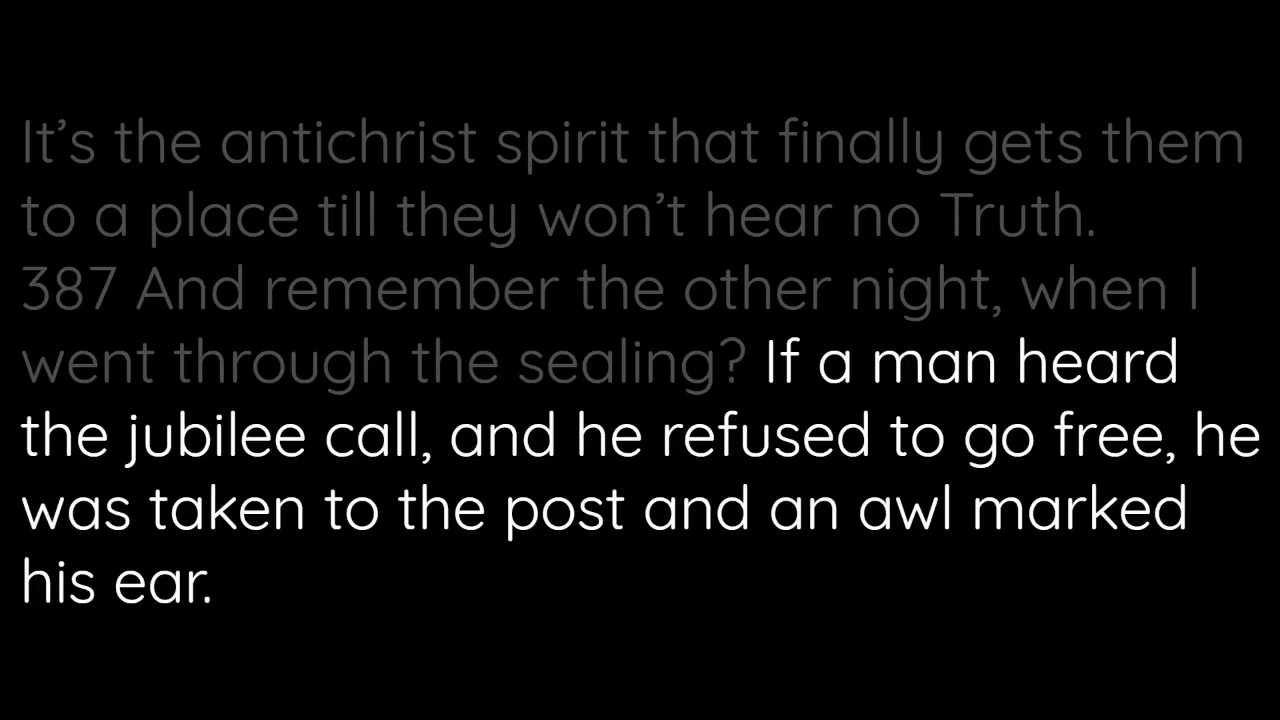 It’s the antichrist spirit that finally gets them
to a place till they won’t hear no Truth.
387 And remember the other night, when I
went through the sealing? If a man heard
the jubilee call, and he refused to go free, he
was taken to the post and an awl marked
his ear.